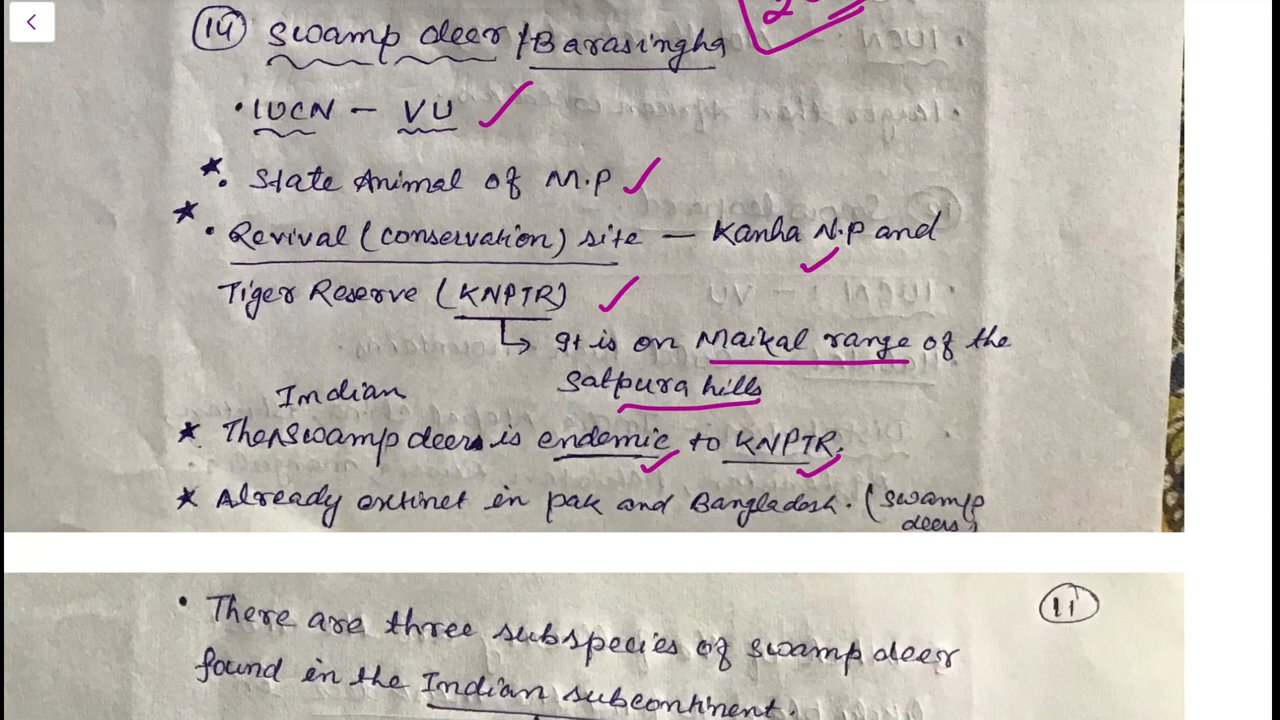 (14) Swamp deer / Barasingha
• IUCN – VU
★ • State Animal of M.P
★ • Revival (conservation) site – Kanha N.P and
Tiger Reserve (KNPTR)
↳ It is on Maikal range of the
Satpura hills
Indian
★ The swamp deers is endemic to KNPTR.
★ Already extinct in pak and Bangladesh. (swamp
deers)
(11)
• There are three subspecies of swamp deer
found in the Indian subcontinent.